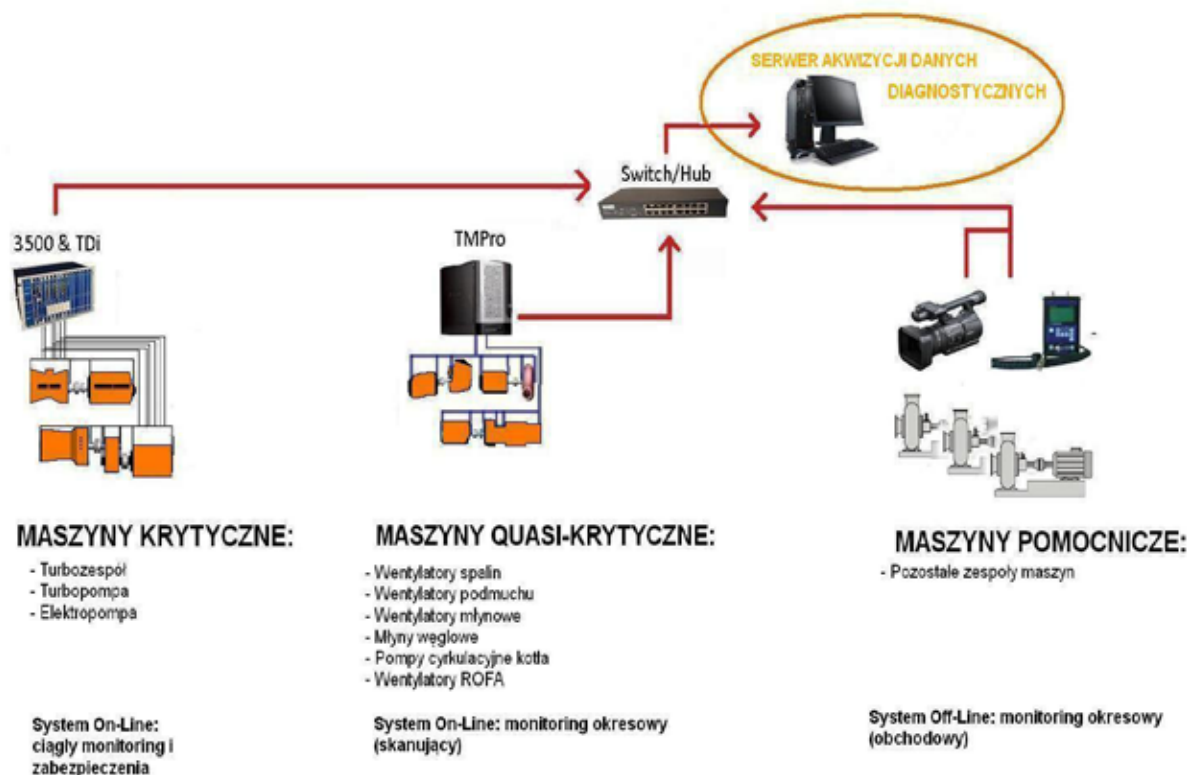 SERWER AKWIZYCJI DANYCH
DIAGNOSTYCZNYCH
Switch/Hub
3500 & TDi
TMPro
MASZYNY KRYTYCZNE:
- Turbozespół
- Turbopompa
- Elektropompa
System On-Line:
ciągły monitoring i
zabezpieczenia
MASZYNY QUASI-KRYTYCZNE:
- Wentylatory spalin
- Wentylatory podmuchu
- Wentylatory młynowe
- Młyny węglowe
- Pompy cyrkulacyjne kotła
- Wentylatory ROFA
System On-Line: monitoring okresowy
(skanujący)
MASZYNY POMOCNICZE:
- Pozostałe zespoły maszyn
System Off-Line: monitoring okresowy
(obchodowy)